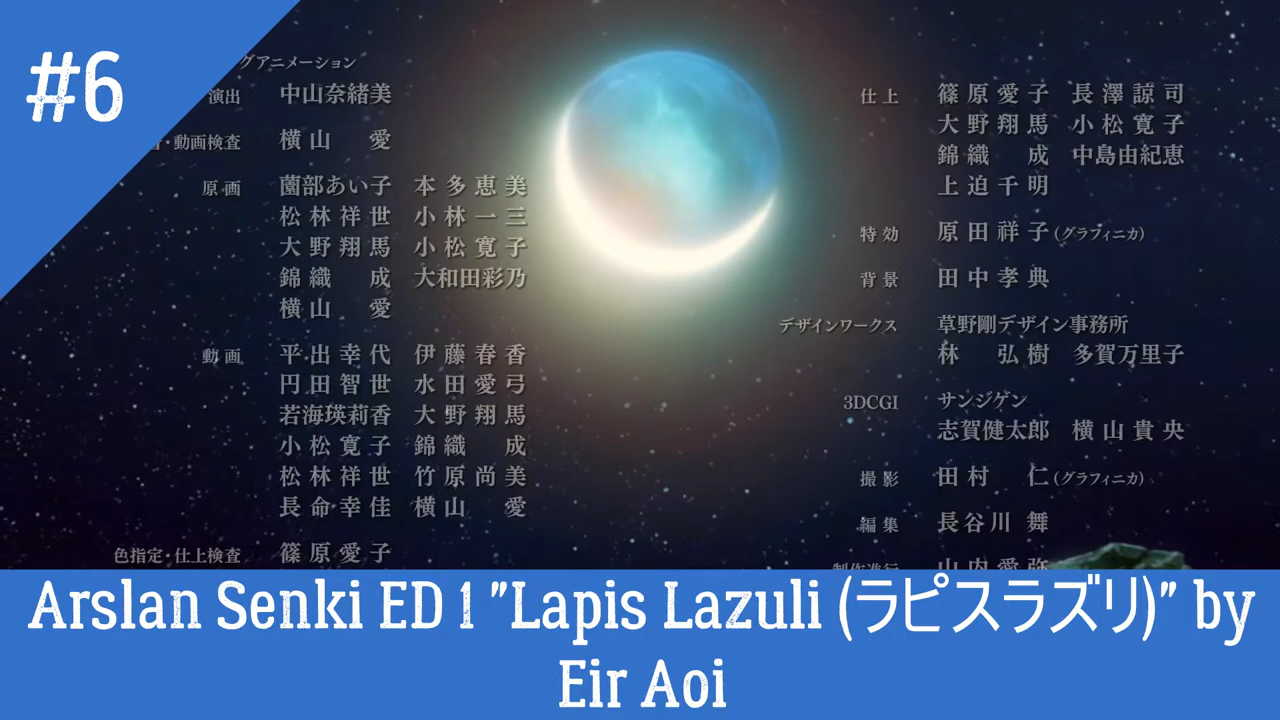 #6
グアニメーション
演出 中山奈緒美
・動画検査 横山 愛
原画 薗部あい子 本多恵美
松林祥世 小林一三
大野翔馬 小松寛子
錦織 成 大和田彩乃
横山 愛
動画 平出幸代 伊藤春香
円田智世 水田愛弓
若海瑛莉香 大野翔馬
小松寛子 錦織 成
松林祥世 竹原尚美
長命幸佳 横山 愛
色指定・仕上検査 篠原愛子
仕上 篠原愛子 長澤諒司
大野翔馬 小松寛子
錦織 成 中島由紀恵
上迫千明
特効 原田祥子(グラフィニカ)
背景 田中孝典
デザインワークス 草野剛デザイン事務所
林 弘樹 多賀万里子
3DCGI サンジゲン
志賀健太郎 横山貴央
撮影 田村 仁(グラフィニカ)
編集 長谷川 舞
制作進行 山内愛弥
Arslan Senki ED 1 "Lapis Lazuli (ラピスラズリ)" by
Eir Aoi